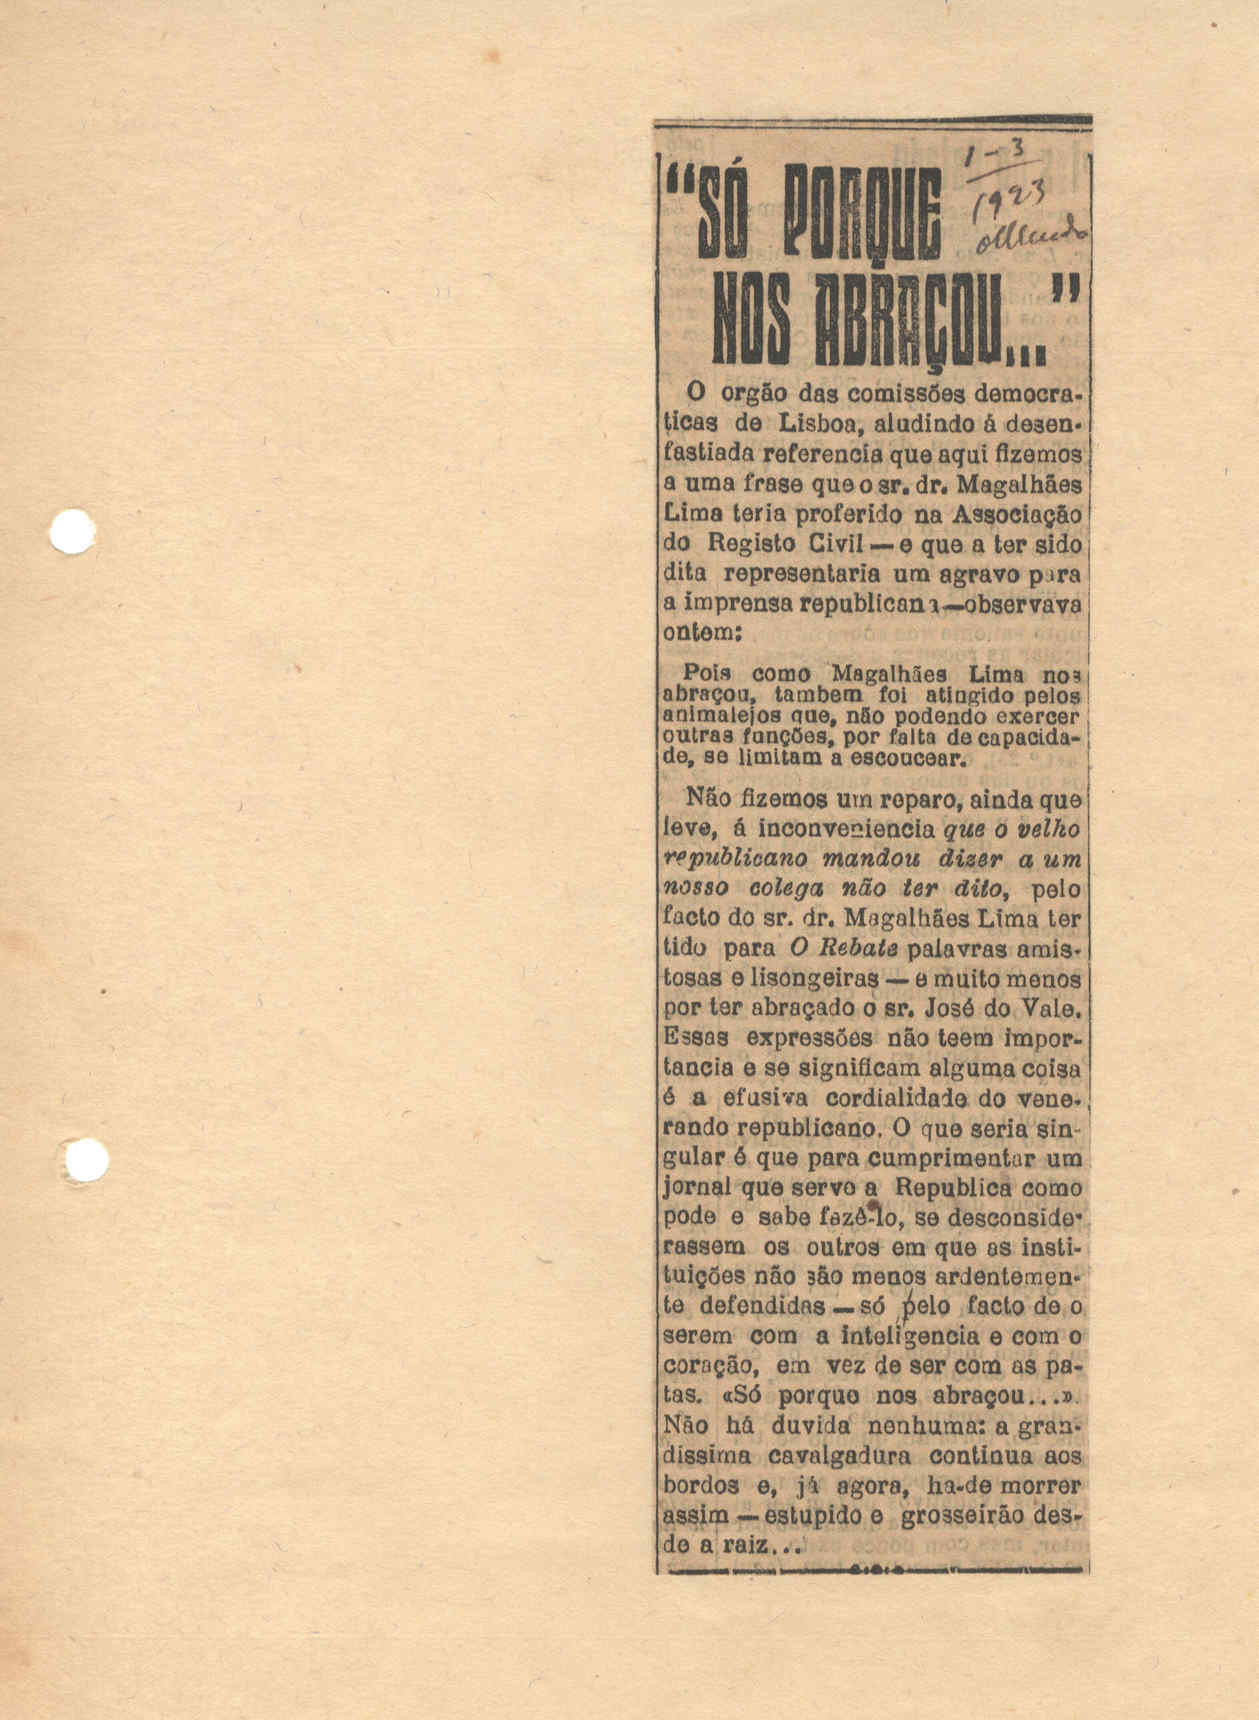 1-3
1923
O Mundo
"SÓ PORQUE
NOS ABRAÇOU..."
O orgão das comissões democra-
ticas de Lisboa, aludindo á desen-
fastiada referencia que aqui fizemos
a uma frase que o sr. dr. Magalhães
Lima teria proferido na Associação
do Registo Civil — e que a ter sido
dita representaria um agravo para
a imprensa republicana—observava
ontem:
Pois como Magalhães Lima nos
abraçou, tambem foi atingido pelos
animalejos que, não podendo exercer
outras funções, por falta de capacida-
de, se limitam a escoucear.
Não fizemos um reparo, ainda que
leve, á inconveniencia que o velho
republicano mandou dizer a um
nosso colega não ter dito, pelo
facto do sr. dr. Magalhães Lima ter
tido para O Rebate palavras amis-
tosas e lisongeiras — e muito menos
por ter abraçado o sr. José do Vale.
Essas expressões não teem impor-
tancia e se significam alguma coisa
é a efusiva cordialidade do vene-
rando republicano. O que seria sin-
gular é que para cumprimentar um
jornal que serve a Republica como
pode e sabe fazê-lo, se desconside-
rassem os outros em que as insti-
tuições não são menos ardentemen-
te defendidas — só pelo facto de o
serem com a inteligencia e com o
coração, em vez de ser com as pa-
tas. «Só porque nos abraçou...».
Não há duvida nenhuma: a gran-
dissima cavalgadura continua aos
bordos e, já agora, ha-de morrer
assim — estupido e grosseirão des-
de a raiz...